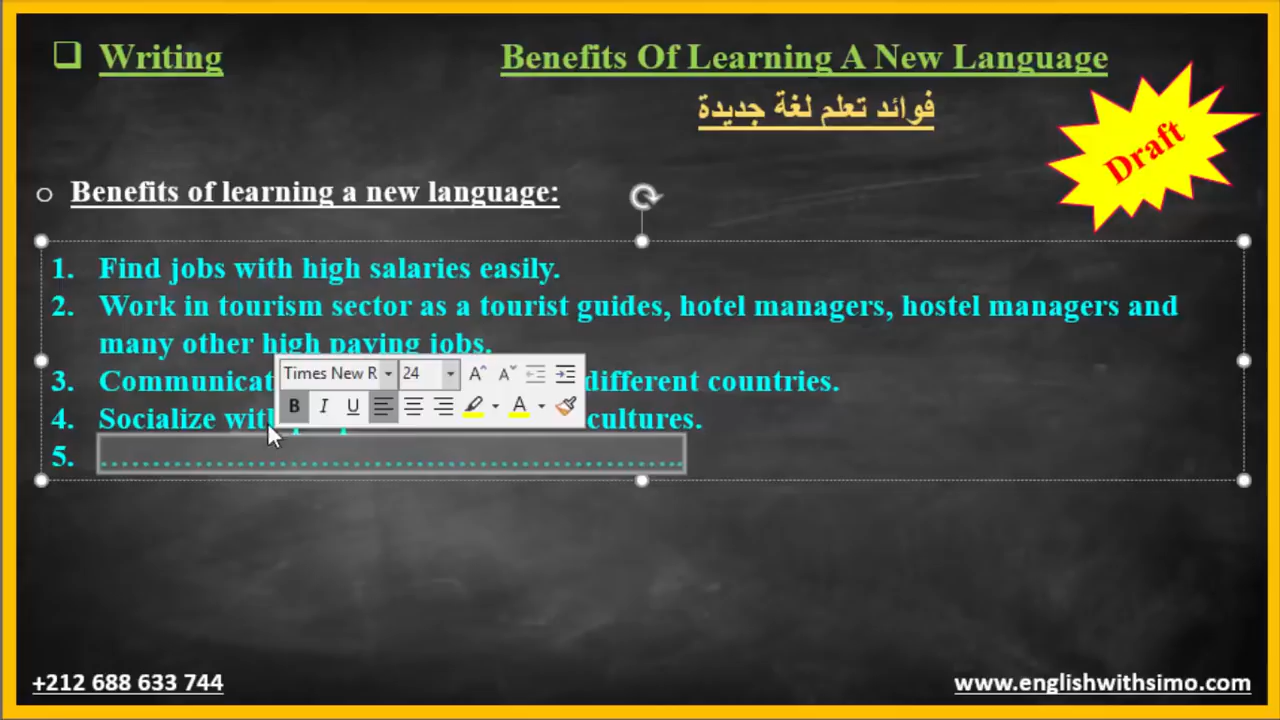 Writing
Benefits Of Learning A New Language
فوائد تعلم لغة جديدة
Draft
Benefits of learning a new language:
1. Find jobs with high salaries easily.
2. Work in tourism sector as a tourist guides, hotel managers, hostel managers and
many other high paying jobs.
3. Communicat different countries.
Times New R 24
B I U A
4. Socialize with cultures.
5. ......................................................
+212 688 633 744
www.englishwithsimo.com